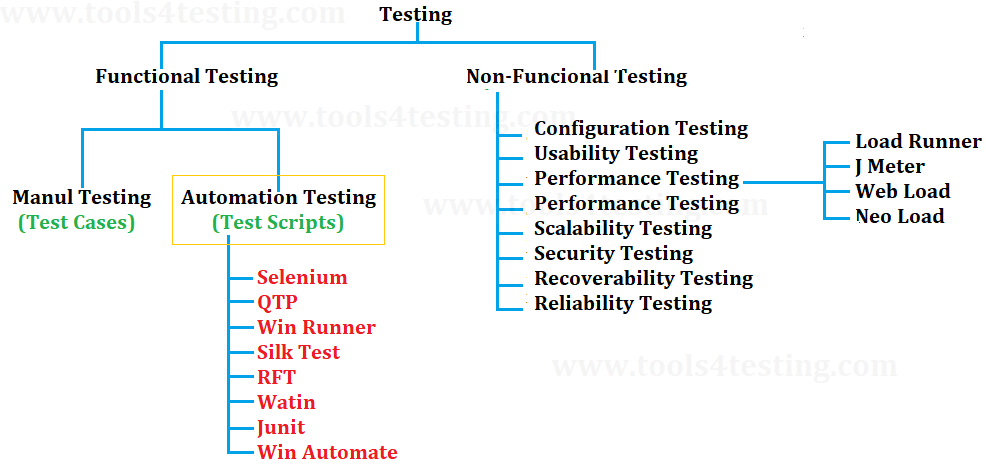 www.tools4testing.com
Testing
Functional Testing
Non-Funcional Testing
www.tools4testing.com
Configuration Testing
Usability Testing
Performance Testing
Performance Testing
Scalability Testing
Security Testing
Recoverability Testing
Reliability Testing
Load Runner
J Meter
Web Load
Neo Load
Manul Testing
(Test Cases)
Automation Testing
(Test Scripts)
www.tools4testing.com
Selenium
QTP
Win Runner
Silk Test
RFT
Watin
Junit
Win Automate
www.tools4testing.com